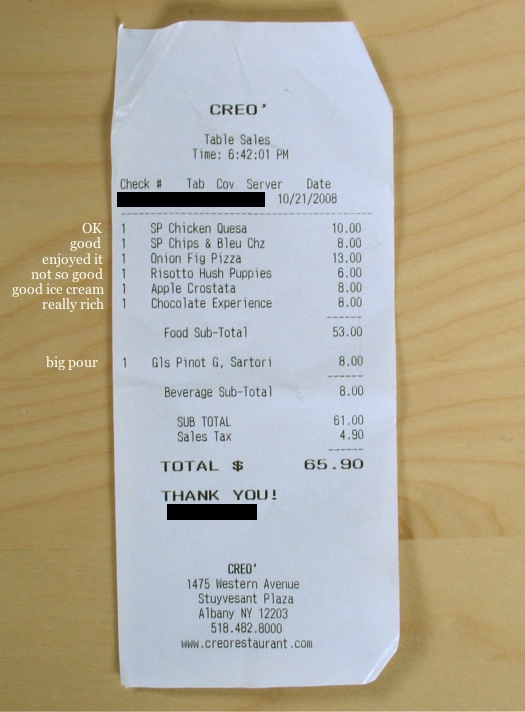 CREO'
Table Sales
Time: 6:42:01 PM
Check # Tab Cov Server Date
10/21/2008
OK 1 SP Chicken Quesa 10.00
good 1 SP Chips & Bleu Chz 8.00
enjoyed it 1 Onion Fig Pizza 13.00
not so good 1 Risotto Hush Puppies 6.00
good ice cream 1 Apple Crostata 8.00
really rich 1 Chocolate Experience 8.00
Food Sub-Total 53.00
big pour 1 Gls Pinot G, Sartori 8.00
Beverage Sub-Total 8.00
SUB TOTAL 61.00
Sales Tax 4.90
TOTAL $ 65.90
THANK YOU!
CREO'
1475 Western Avenue
Stuyvesant Plaza
Albany NY 12203
518.482.8000
www.creorestaurant.com